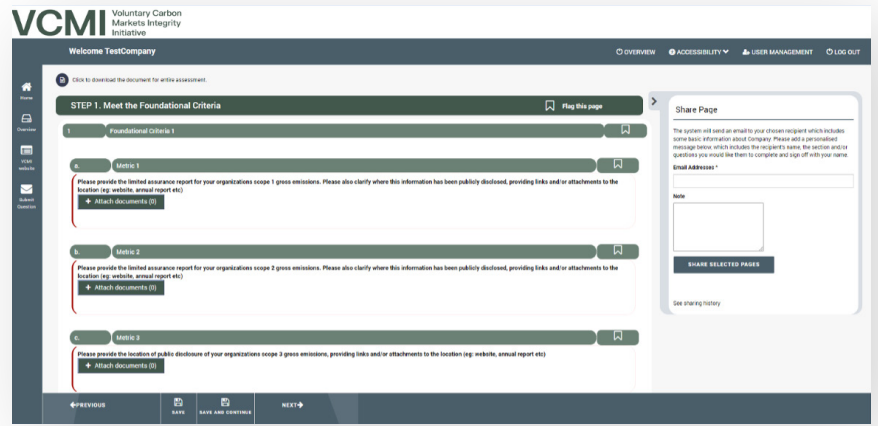 VCMI
Voluntary Carbon
Markets Integrity
Initiative
Welcome TestCompany
OVERVIEW
ACCESSIBILITY
USER MANAGEMENT
LOG OUT
Home
Overview
VCMI
website
Submit
Question
Click to download the document for entire assessment.
STEP 1. Meet the Foundational Criteria
Flag this page
1
Foundational Criteria 1
a.
Metric 1
Please provide the limited assurance report for your organizations scope 1 gross emissions. Please also clarify where this information has been publicly disclosed, providing links and/or attachments to the
location (eg: website, annual report etc)
+ Attach documents (0)
b.
Metric 2
Please provide the limited assurance report for your organizations scope 2 gross emissions. Please also clarify where this information has been publicly disclosed, providing links and/or attachments to the
location (eg: website, annual report etc)
+ Attach documents (0)
c.
Metric 3
Please provide the location of public disclosure of your organizations scope 3 gross emissions, providing links and/or attachments to the location (eg: website, annual report etc)
+ Attach documents (0)
Share Page
The system will send an email to your chosen recipient which includes
some basic information about Company. Please add a personalised
message below, which includes the recipient's name, the section and/or
questions you would like them to complete and sign off with your name.
Email Addresses *
Note
SHARE SELECTED PAGES
See sharing history
PREVIOUS
SAVE
SAVE AND CONTINUE
NEXT